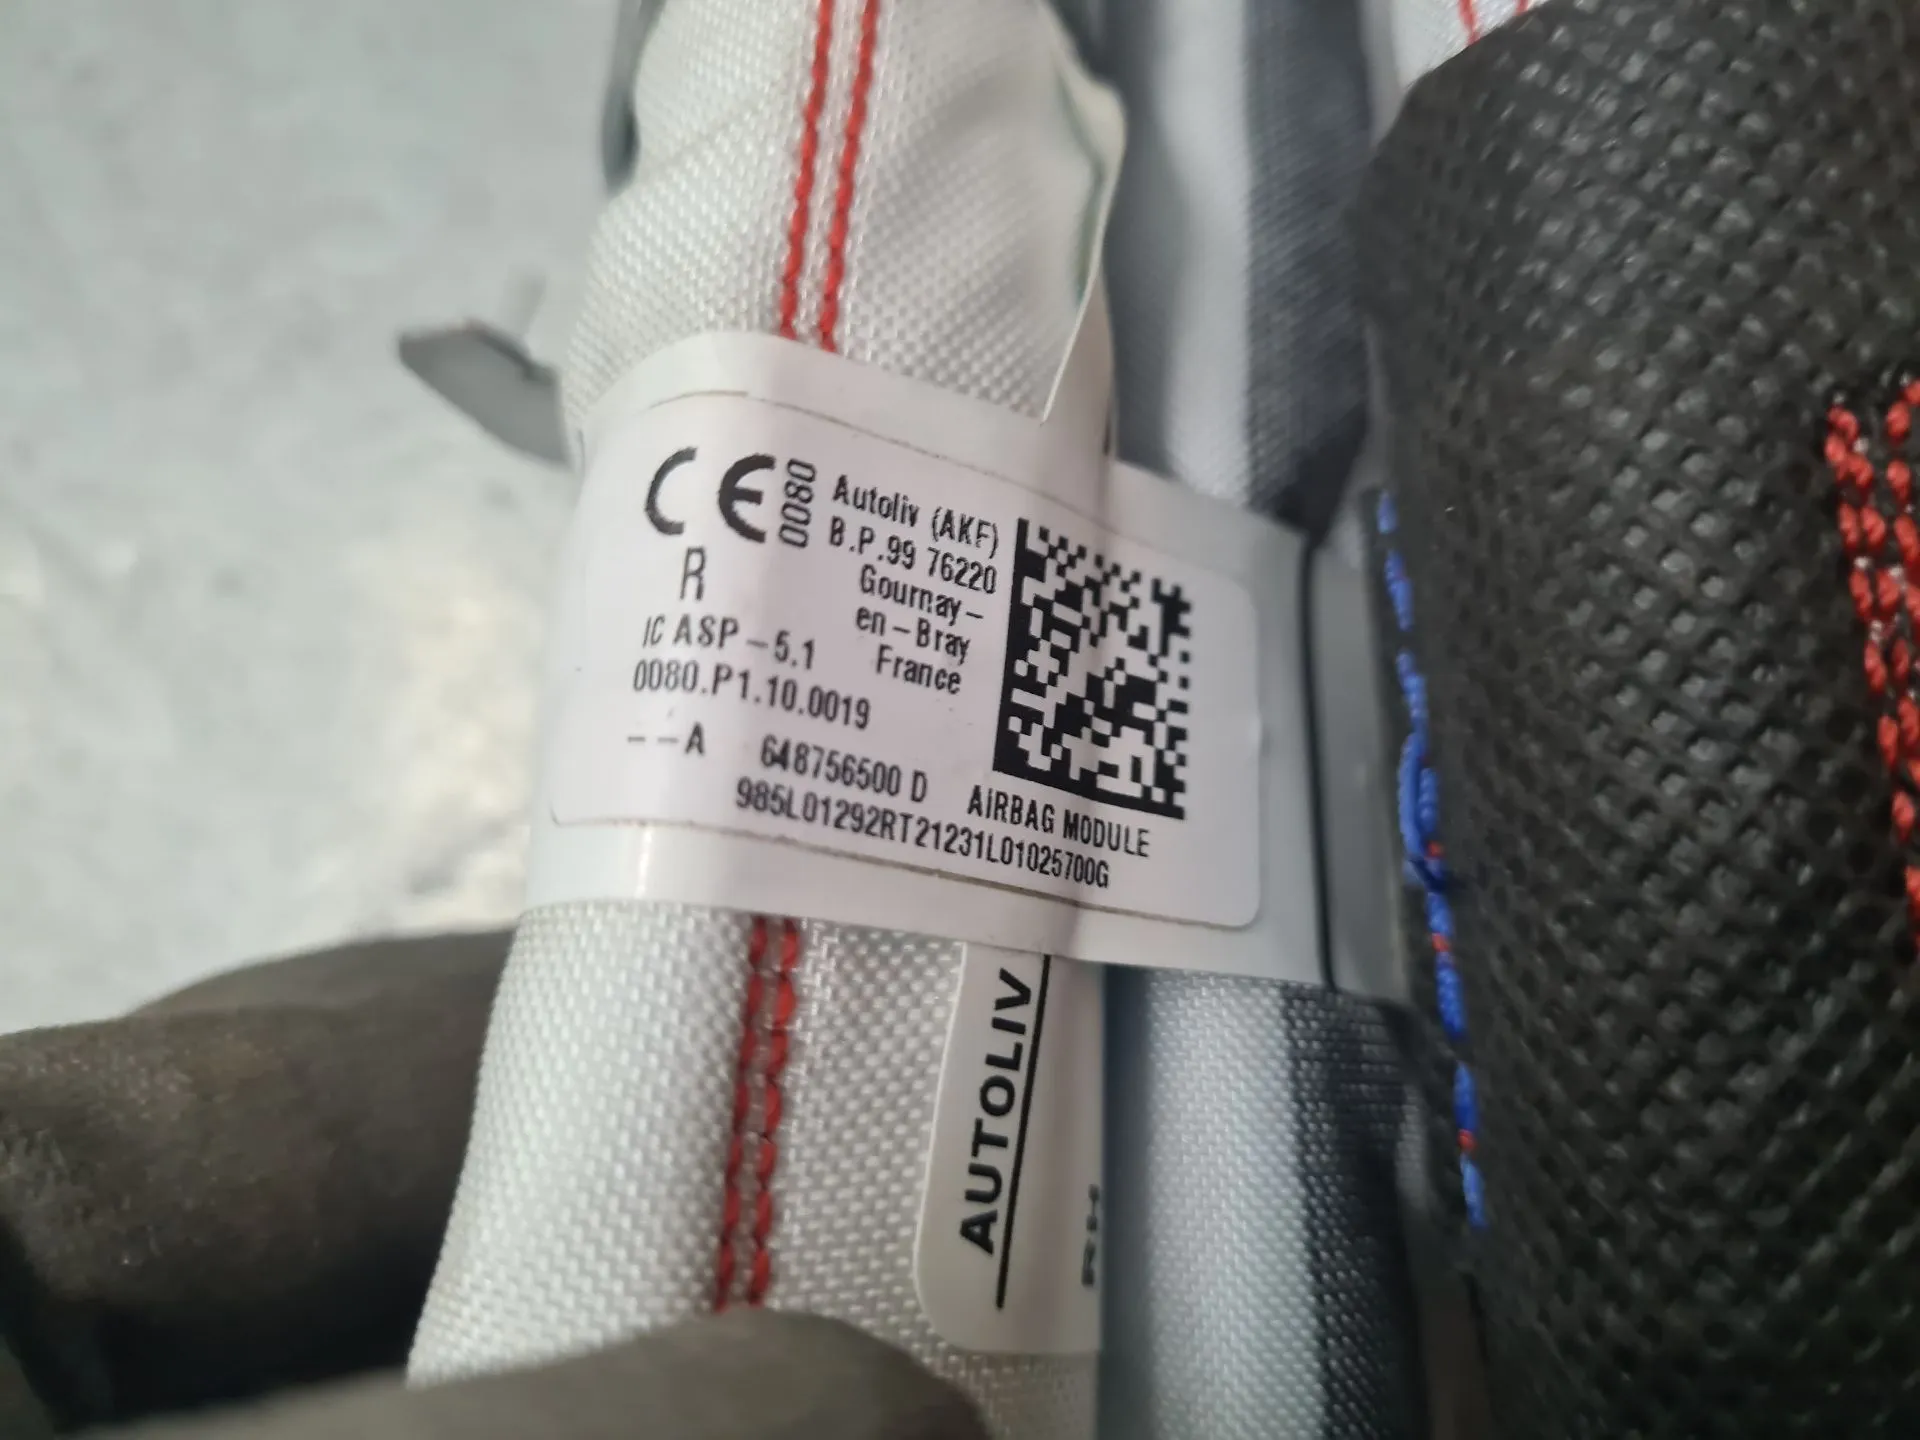 CE 0080
R
IC ASP-5.1
0080.P1.10.0019
Autoliv (AKF)
B.P.99 76220
Gournay-
en-Bray
France
--A
648756500 D
AIRBAG MODULE
985L01292RT21231L01025700G
AUTOLIV
RH